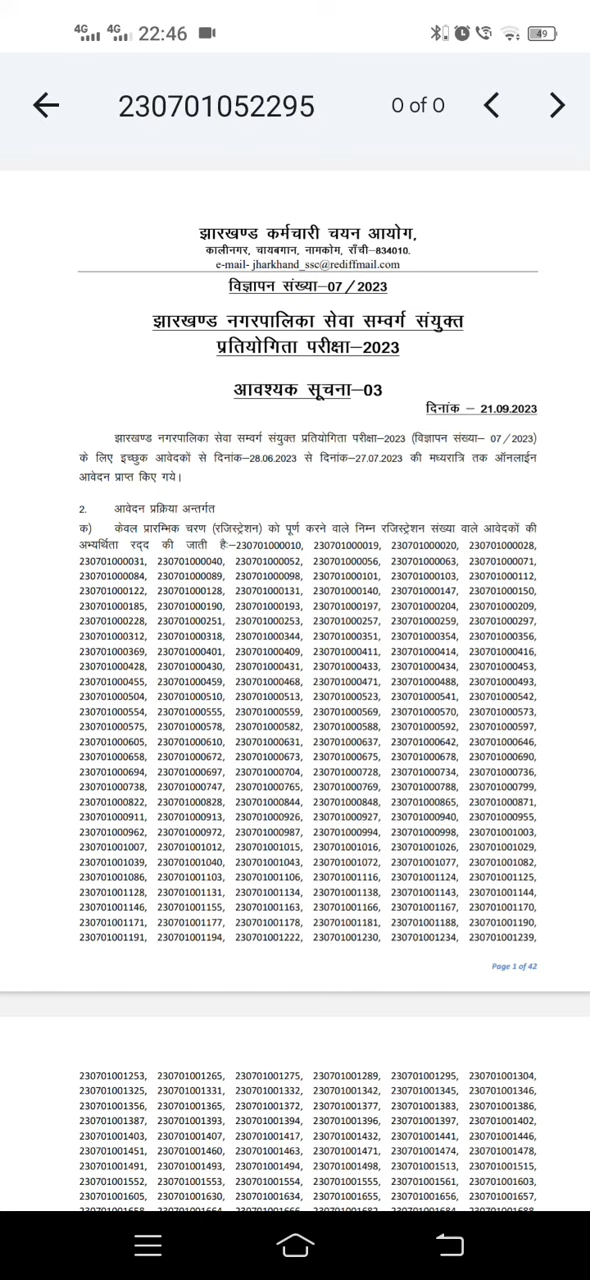 4G 4G 22:46 49
230701052295 0 of 0
झारखण्ड कर्मचारी चयन आयोग,
कालीनगर, चायबगान, नामकोम, राँची–834010.
e-mail- jharkhand_ssc@rediffmail.com
विज्ञापन संख्या–07 / 2023
झारखण्ड नगरपालिका सेवा सम्वर्ग संयुक्त
प्रतियोगिता परीक्षा–2023
आवश्यक सूचना–03
दिनांक – 21.09.2023
झारखण्ड नगरपालिका सेवा सम्वर्ग संयुक्त प्रतियोगिता परीक्षा–2023 (विज्ञापन संख्या– 07 / 2023)
के लिए इच्छुक आवेदकों से दिनांक–28.06.2023 से दिनांक–27.07.2023 की मध्यरात्रि तक ऑनलाईन
आवेदन प्राप्त किए गये।
2. आवेदन प्रक्रिया अन्तर्गत
क) केवल प्रारम्भिक चरण (रजिस्ट्रेशन) को पूर्ण करने वाले निम्न रजिस्ट्रेशन संख्या वाले आवेदकों की
अभ्यर्थिता रद्द की जाती है:–230701000010, 230701000019, 230701000020, 230701000028,
230701000031, 230701000040, 230701000052, 230701000056, 230701000063, 230701000071,
230701000084, 230701000089, 230701000098, 230701000101, 230701000103, 230701000112,
230701000122, 230701000128, 230701000131, 230701000140, 230701000147, 230701000150,
230701000185, 230701000190, 230701000193, 230701000197, 230701000204, 230701000209,
230701000228, 230701000251, 230701000253, 230701000257, 230701000259, 230701000297,
230701000312, 230701000318, 230701000344, 230701000351, 230701000354, 230701000356,
230701000369, 230701000401, 230701000409, 230701000411, 230701000414, 230701000416,
230701000428, 230701000430, 230701000431, 230701000433, 230701000434, 230701000453,
230701000455, 230701000459, 230701000468, 230701000471, 230701000488, 230701000493,
230701000504, 230701000510, 230701000513, 230701000523, 230701000541, 230701000542,
230701000554, 230701000555, 230701000559, 230701000569, 230701000570, 230701000573,
230701000575, 230701000578, 230701000582, 230701000588, 230701000592, 230701000597,
230701000605, 230701000610, 230701000631, 230701000637, 230701000642, 230701000646,
230701000658, 230701000672, 230701000673, 230701000675, 230701000678, 230701000690,
230701000694, 230701000697, 230701000704, 230701000728, 230701000734, 230701000736,
230701000738, 230701000747, 230701000765, 230701000769, 230701000788, 230701000799,
230701000822, 230701000828, 230701000844, 230701000848, 230701000865, 230701000871,
230701000911, 230701000913, 230701000926, 230701000927, 230701000940, 230701000955,
230701000962, 230701000972, 230701000987, 230701000994, 230701000998, 230701001003,
230701001007, 230701001012, 230701001015, 230701001016, 230701001026, 230701001029,
230701001039, 230701001040, 230701001043, 230701001072, 230701001077, 230701001082,
230701001086, 230701001103, 230701001106, 230701001116, 230701001124, 230701001125,
230701001128, 230701001131, 230701001134, 230701001138, 230701001143, 230701001144,
230701001146, 230701001155, 230701001163, 230701001166, 230701001167, 230701001170,
230701001171, 230701001177, 230701001178, 230701001181, 230701001188, 230701001190,
230701001191, 230701001194, 230701001222, 230701001230, 230701001234, 230701001239,
Page 1 of 42
230701001253, 230701001265, 230701001275, 230701001289, 230701001295, 230701001304,
230701001325, 230701001331, 230701001332, 230701001342, 230701001345, 230701001346,
230701001356, 230701001365, 230701001372, 230701001377, 230701001383, 230701001386,
230701001387, 230701001393, 230701001394, 230701001396, 230701001397, 230701001402,
230701001403, 230701001407, 230701001417, 230701001432, 230701001441, 230701001446,
230701001451, 230701001460, 230701001463, 230701001471, 230701001474, 230701001478,
230701001491, 230701001493, 230701001494, 230701001498, 230701001513, 230701001515,
230701001552, 230701001553, 230701001554, 230701001555, 230701001561, 230701001603,
230701001605, 230701001630, 230701001634, 230701001655, 230701001656, 230701001657,